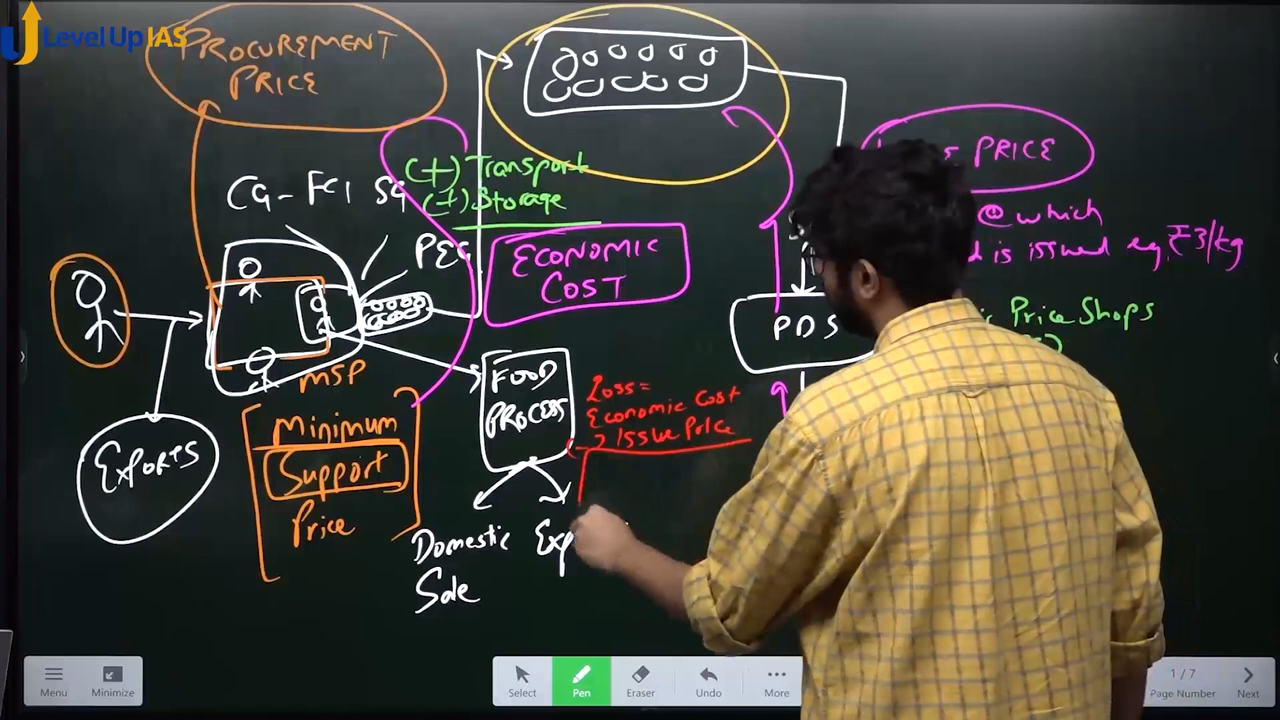 Level Up IAS
PROCUREMENT
PRICE
CG-FCI SG
(+) Transport
(+) Storage
ECONOMIC
COST
PRICE
@ which
is issued eg. ₹3/kg
Price Shops
PDS
MSP
Minimum
Support
Price
Exports
FOOD
PROCESS
Domestic
Sale
Loss=
Economic Cost
> Issue Price
Menu
Minimize
Select
Pen
Eraser
Undo
More
1/7
Page Number
Next